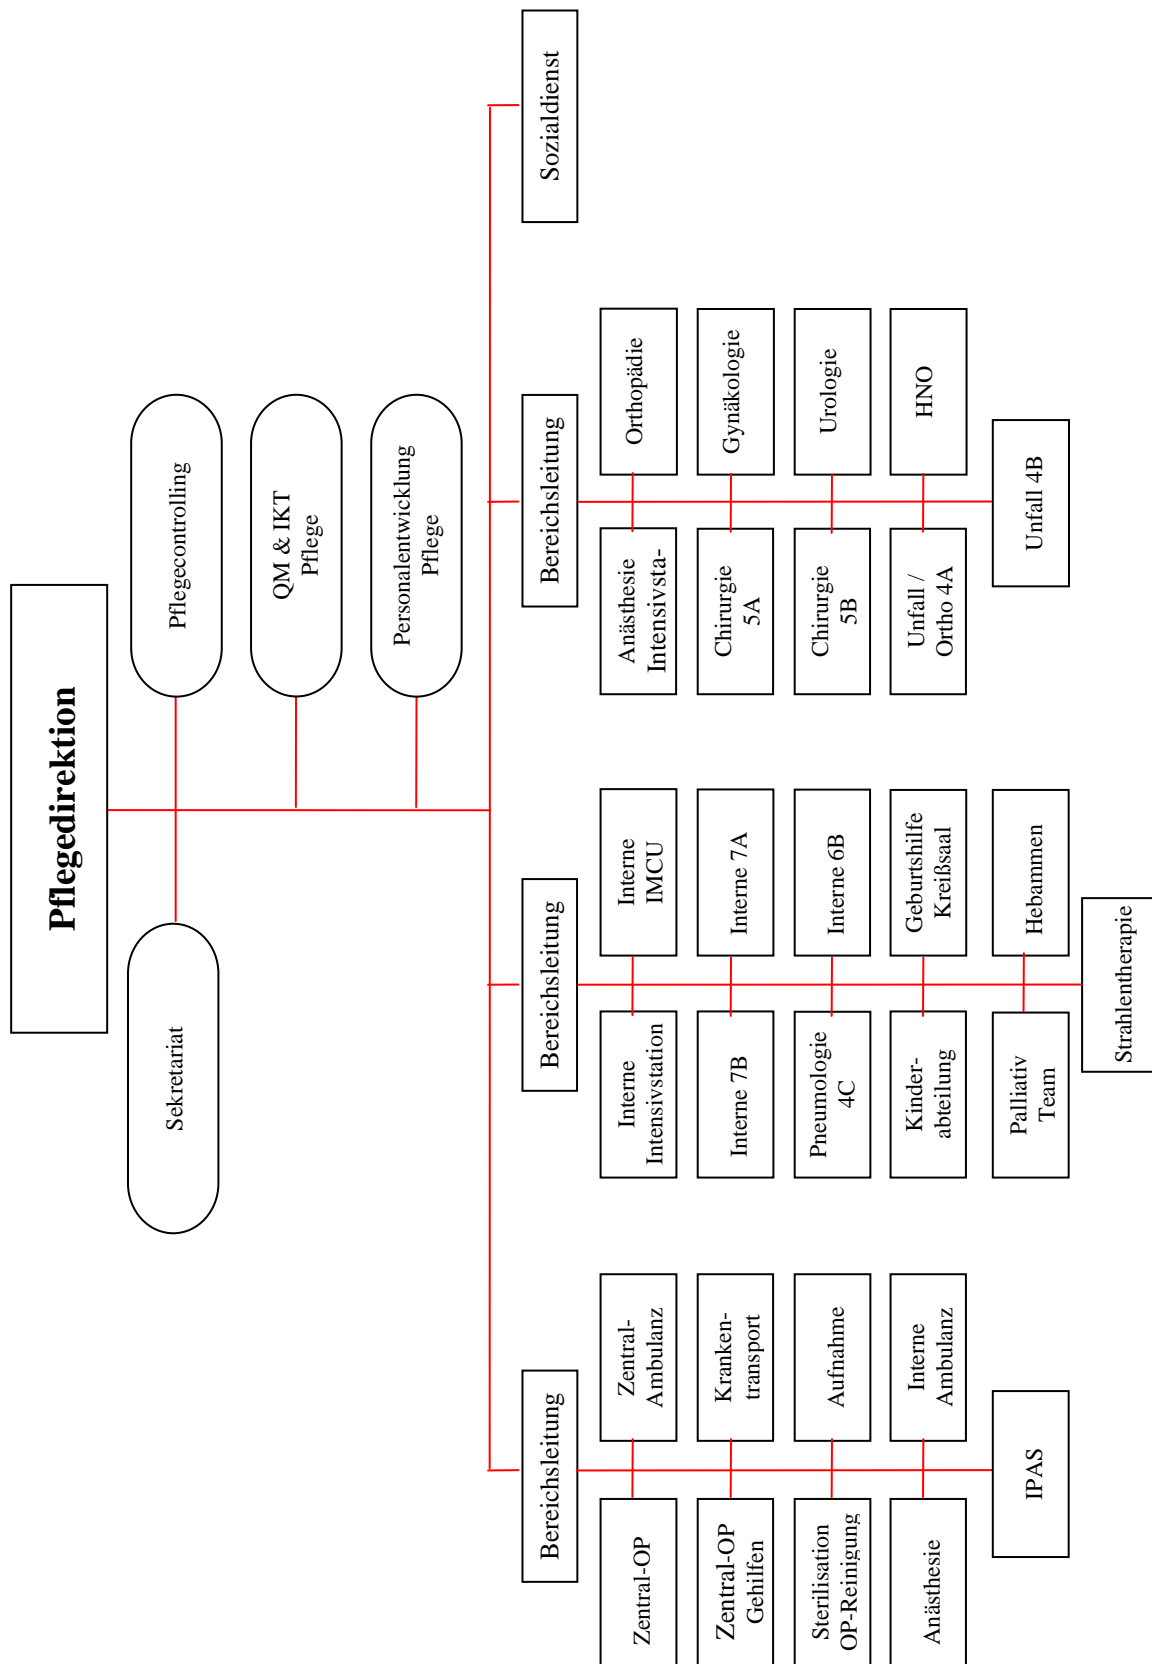 Pflegedirektion
Sekretariat
Pflegecontrolling
QM & IKT
Pflege
Personalentwicklung
Pflege
Bereichsleitung
Bereichsleitung
Bereichsleitung
Sozialdienst
Zentral-OP
Zentral-
Ambulanz
Zentral-OP
Gehilfen
Kranken-
transport
Sterilisation
OP-Reinigung
Aufnahme
Anästhesie
Interne
Ambulanz
IPAS
Interne
Intensivstation
Interne
IMCU
Interne 7B
Interne 7A
Pneumologie
4C
Interne 6B
Kinder-
abteilung
Geburtshilfe
Kreißsaal
Palliativ
Team
Hebammen
Strahlentherapie
Anästhesie
Intensivsta-
Orthopädie
Chirurgie
5A
Gynäkologie
Chirurgie
5B
Urologie
Unfall /
Ortho 4A
HNO
Unfall 4B